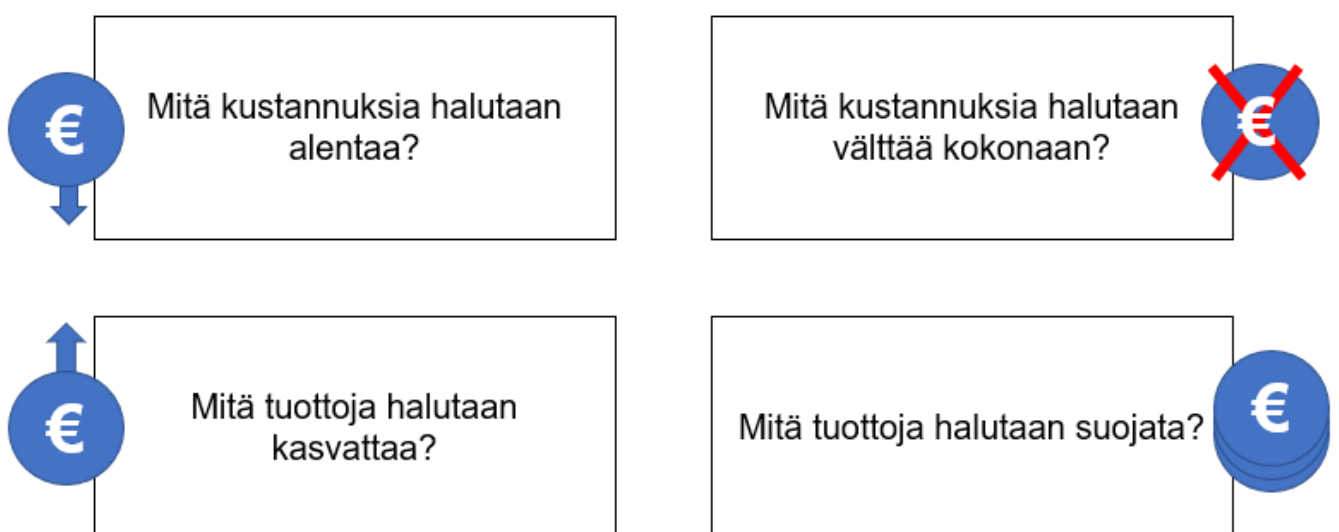 €
Mitä kustannuksia halutaan
alentaa?
Mitä kustannuksia halutaan
välttää kokonaan?
€
€
Mitä tuottoja halutaan
kasvattaa?
Mitä tuottoja halutaan suojata?
€